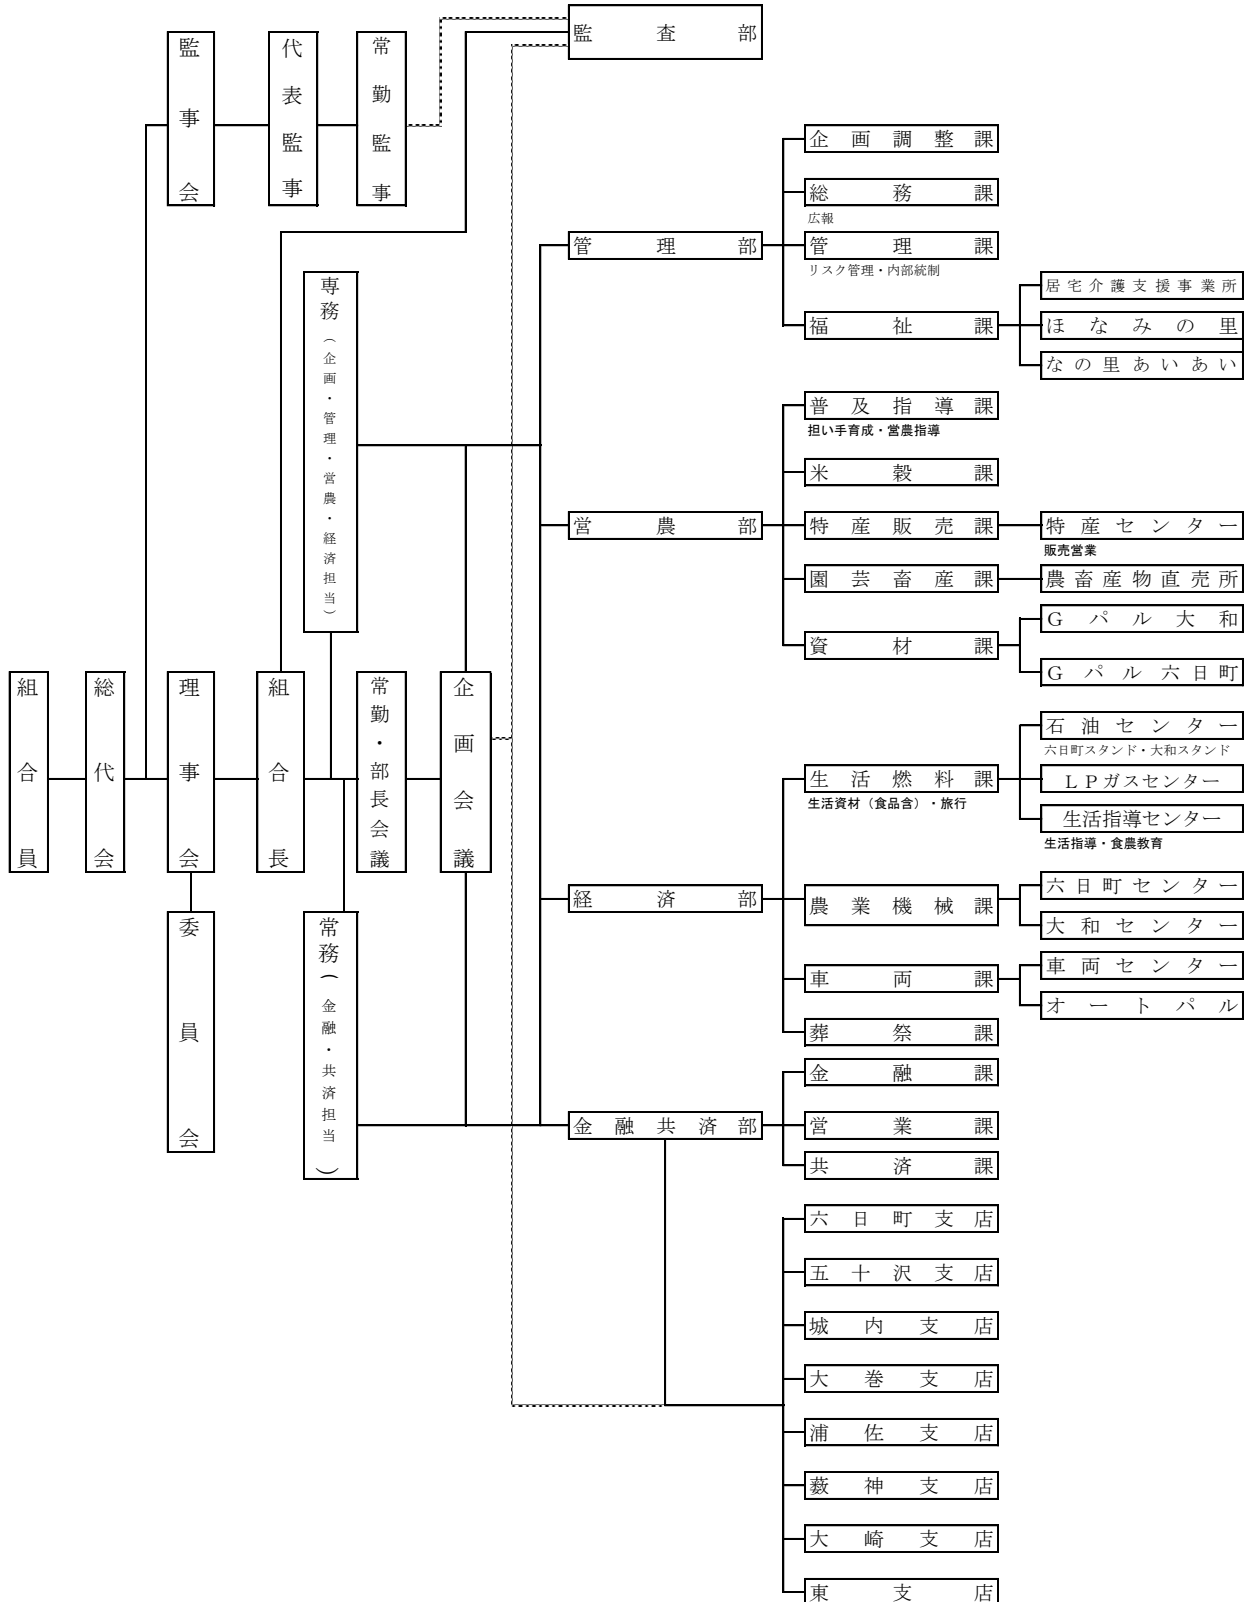 監査部
監事会
代表監事
常勤監事
企画調整課
総務課
広報
管理部
管理課
リスク管理・内部統制
福祉課
居宅介護支援事業所
ほなみの里
なの里あいあい
専務（企画・管理・営農・経済担当）
普及指導課
担い手育成・営農指導
米穀課
営農部
特産販売課
特産センター
販売営業
園芸畜産課
農畜産物直売所
資材課
Gパル大和
Gパル六日町
組合員
総代会
理事会
組合長
常勤・部長会議
企画会議
石油センター
六日町スタンド・大和スタンド
生活燃料課
生活資材（食品含）・旅行
ＬＰガスセンター
生活指導センター
生活指導・食農教育
経済部
農業機械課
六日町センター
大和センター
委員会
常務（金融・共済担当）
車両課
車両センター
オートパル
葬祭課
金融課
金融共済部
営業課
共済課
六日町支店
五十沢支店
城内支店
大巻支店
浦佐支店
薮神支店
大崎支店
東支店